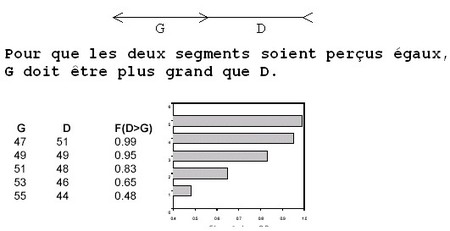 G D
Pour que les deux segments soient perçus égaux,
G doit être plus grand que D.
G D F(D>G)
47 51 0.99
49 49 0.95
51 48 0.83
53 46 0.65
55 44 0.48